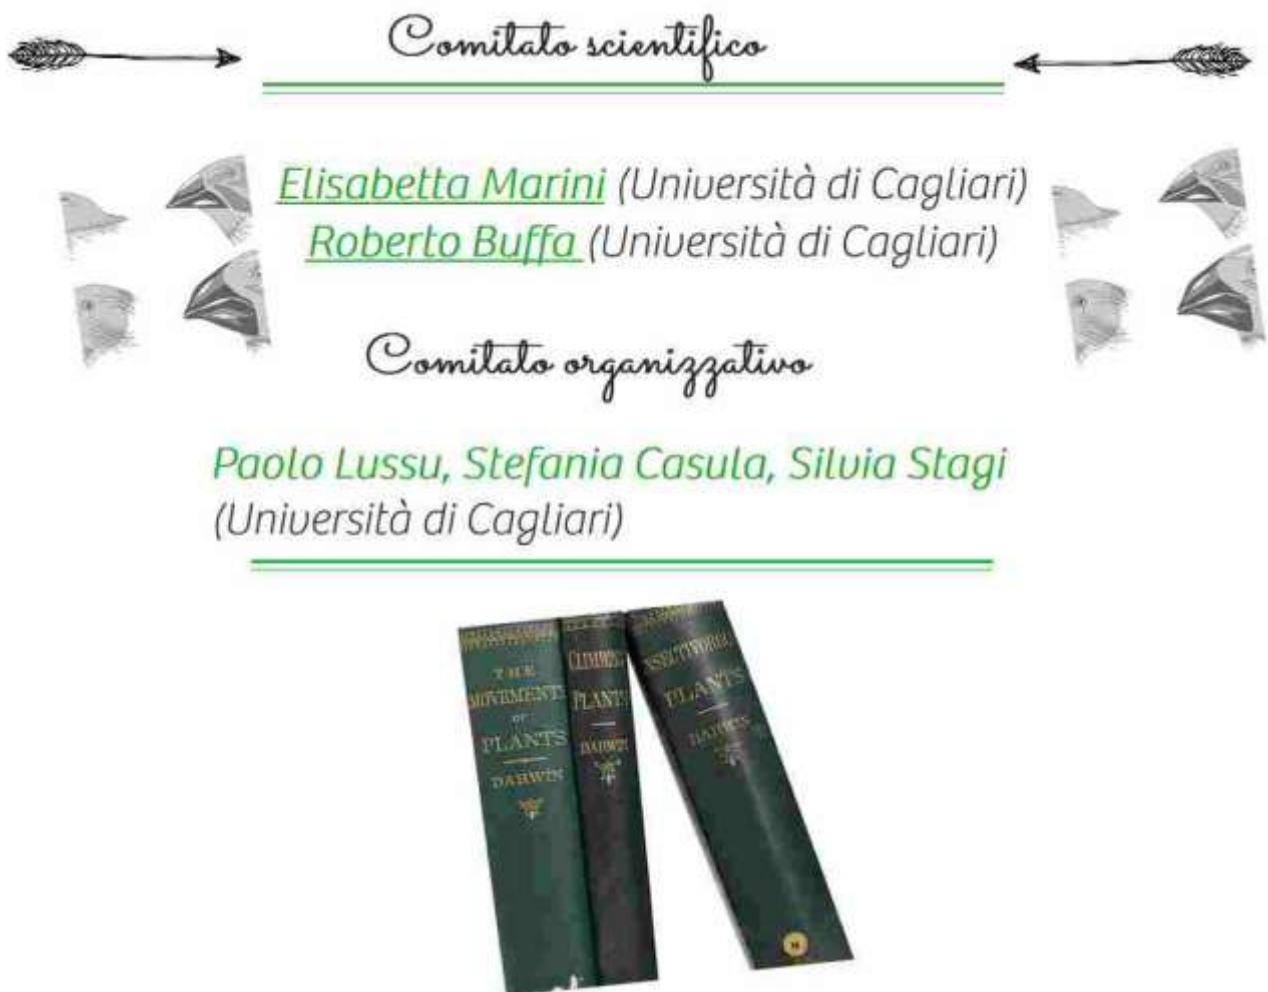 Comitato scientifico
Elisabetta Marini (Università di Cagliari)
Roberto Buffa (Università di Cagliari)
Comitato organizzativo
Paolo Lussu, Stefania Casula, Silvia Stagi
(Università di Cagliari)
THE
MOVEMENTS
OF
PLANTS
DARWIN
CLIMBING
PLANTS
DARWIN
INSECTIVOROUS
PLANTS
DARWIN